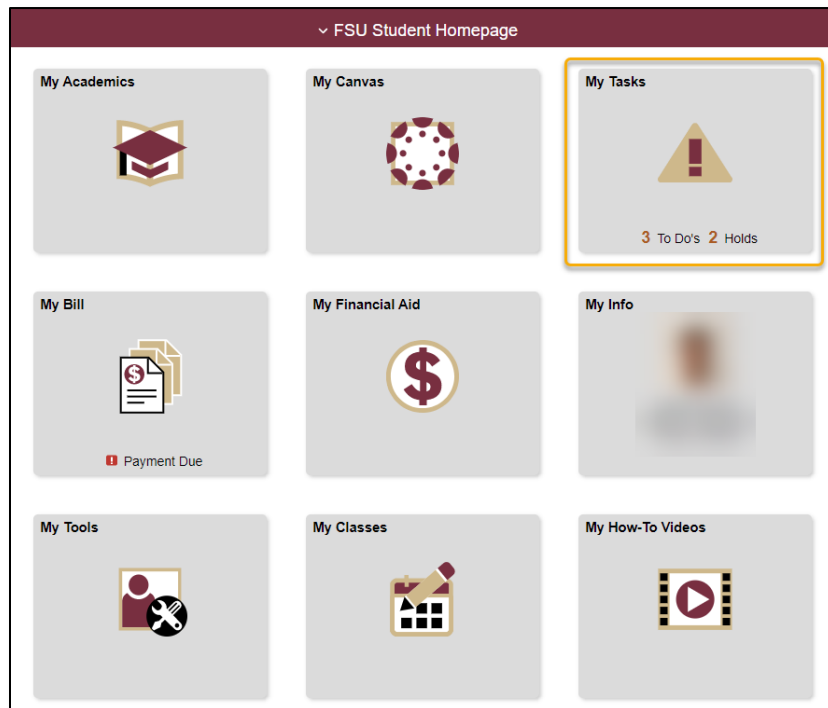 FSU Student Homepage
My Academics
My Canvas
My Tasks
3 To Do's 2 Holds
My Bill
Payment Due
My Financial Aid
My Info
My Tools
My Classes
My How-To Videos